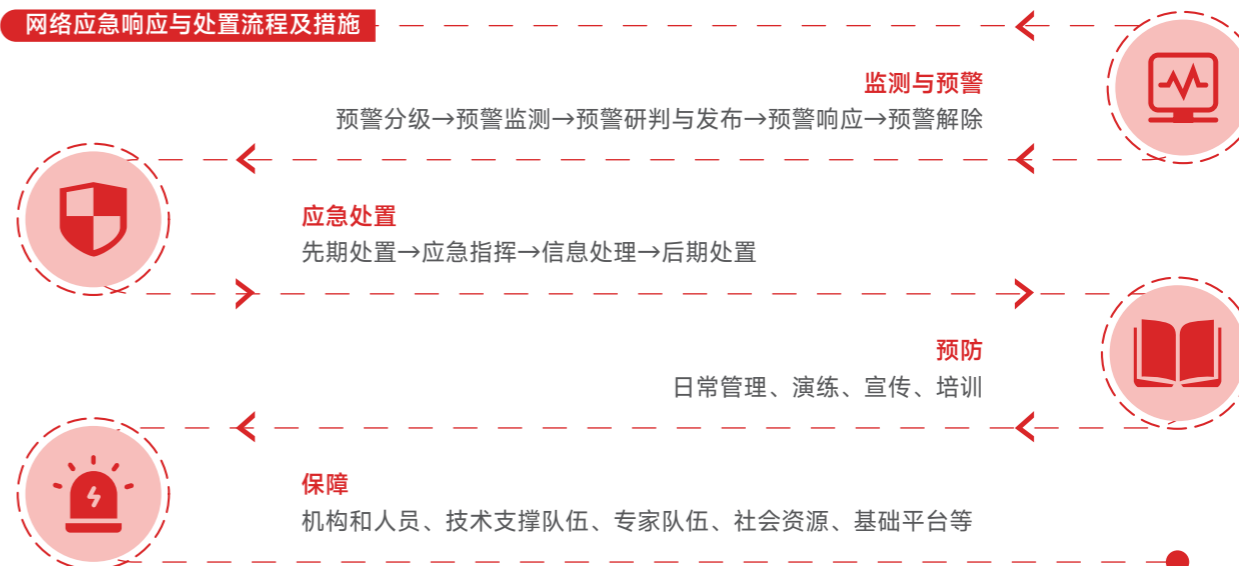 网络应急响应与处置流程及措施
监测与预警
预警分级→预警监测→预警研判与发布→预警响应→预警解除
应急处置
先期处置→应急指挥→信息处理→后期处置
预防
日常管理、演练、宣传、培训
保障
机构和人员、技术支撑队伍、专家队伍、社会资源、基础平台等